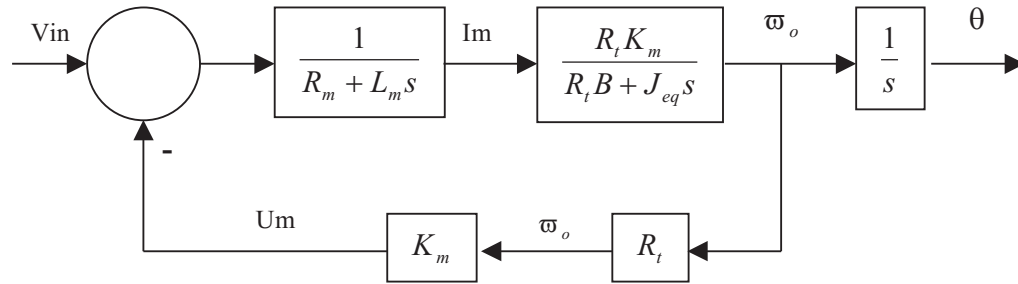 Vin
-
1
R_m + L_m s
Im
R_t K_m
R_t B + J_eq s
ϖ_o
1
s
θ
Um
K_m
ϖ_o
R_t